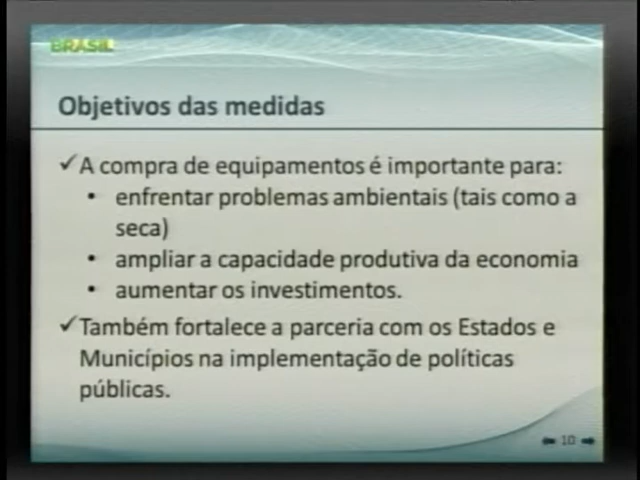 BRASIL
Objetivos das medidas
✓A compra de equipamentos é importante para:
• enfrentar problemas ambientais (tais como a
seca)
• ampliar a capacidade produtiva da economia
• aumentar os investimentos.
✓Também fortalece a parceria com os Estados e
Municípios na implementação de políticas
públicas.
10